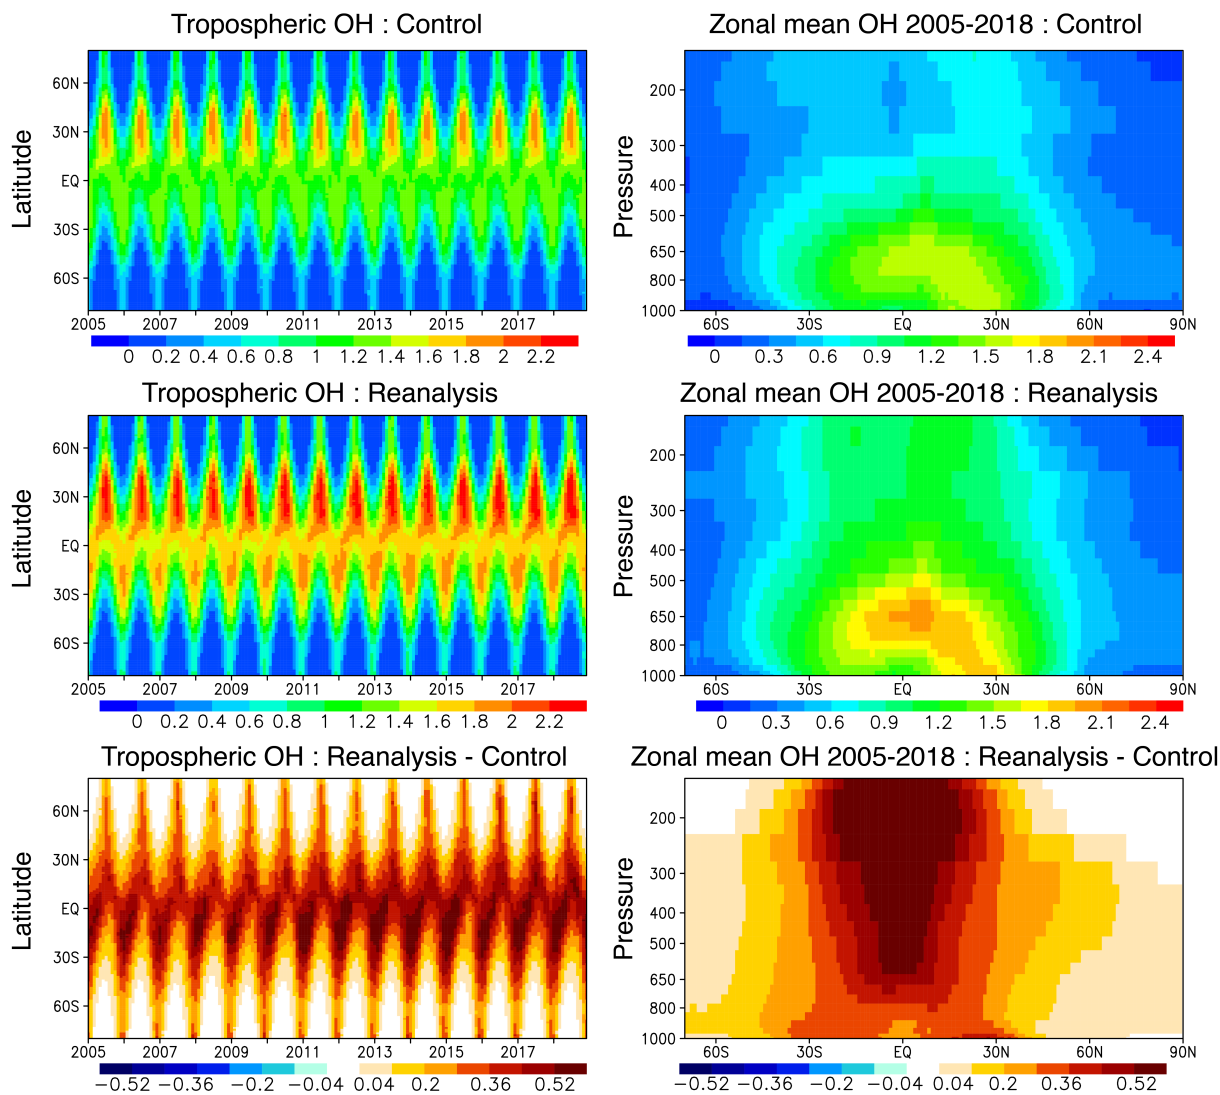 Tropospheric OH : Control
Latitutde
60N
30N
EQ
30S
60S
2005 2007 2009 2011 2013 2015 2017
0 0.2 0.4 0.6 0.8 1 1.2 1.4 1.6 1.8 2 2.2
Zonal mean OH 2005-2018 : Control
Pressure
200
300
400
500
650
800
1000
60S 30S EQ 30N 60N 90N
0 0.3 0.6 0.9 1.2 1.5 1.8 2.1 2.4
Tropospheric OH : Reanalysis
Latitutde
60N
30N
EQ
30S
60S
2005 2007 2009 2011 2013 2015 2017
0 0.2 0.4 0.6 0.8 1 1.2 1.4 1.6 1.8 2 2.2
Zonal mean OH 2005-2018 : Reanalysis
Pressure
200
300
400
500
650
800
1000
60S 30S EQ 30N 60N 90N
0 0.3 0.6 0.9 1.2 1.5 1.8 2.1 2.4
Tropospheric OH : Reanalysis - Control
Latitutde
60N
30N
EQ
30S
60S
2005 2007 2009 2011 2013 2015 2017
−0.52 −0.36 −0.2 −0.04 0.04 0.2 0.36 0.52
Zonal mean OH 2005-2018 : Reanalysis - Control
Pressure
200
300
400
500
650
800
1000
60S 30S EQ 30N 60N 90N
−0.52 −0.36 −0.2 −0.04 0.04 0.2 0.36 0.52